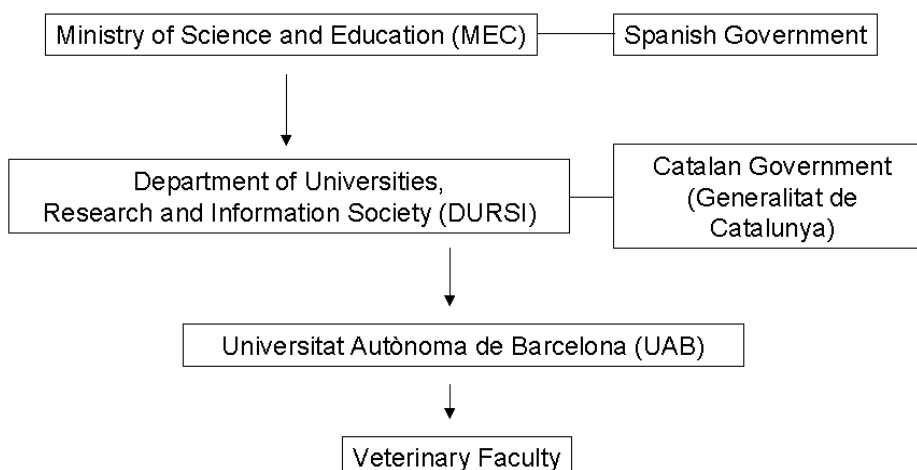 Ministry of Science and Education (MEC)
Spanish Government
Department of Universities,
Research and Information Society (DURSI)
Catalan Government
(Generalitat de
Catalunya)
Universitat Autònoma de Barcelona (UAB)
Veterinary Faculty